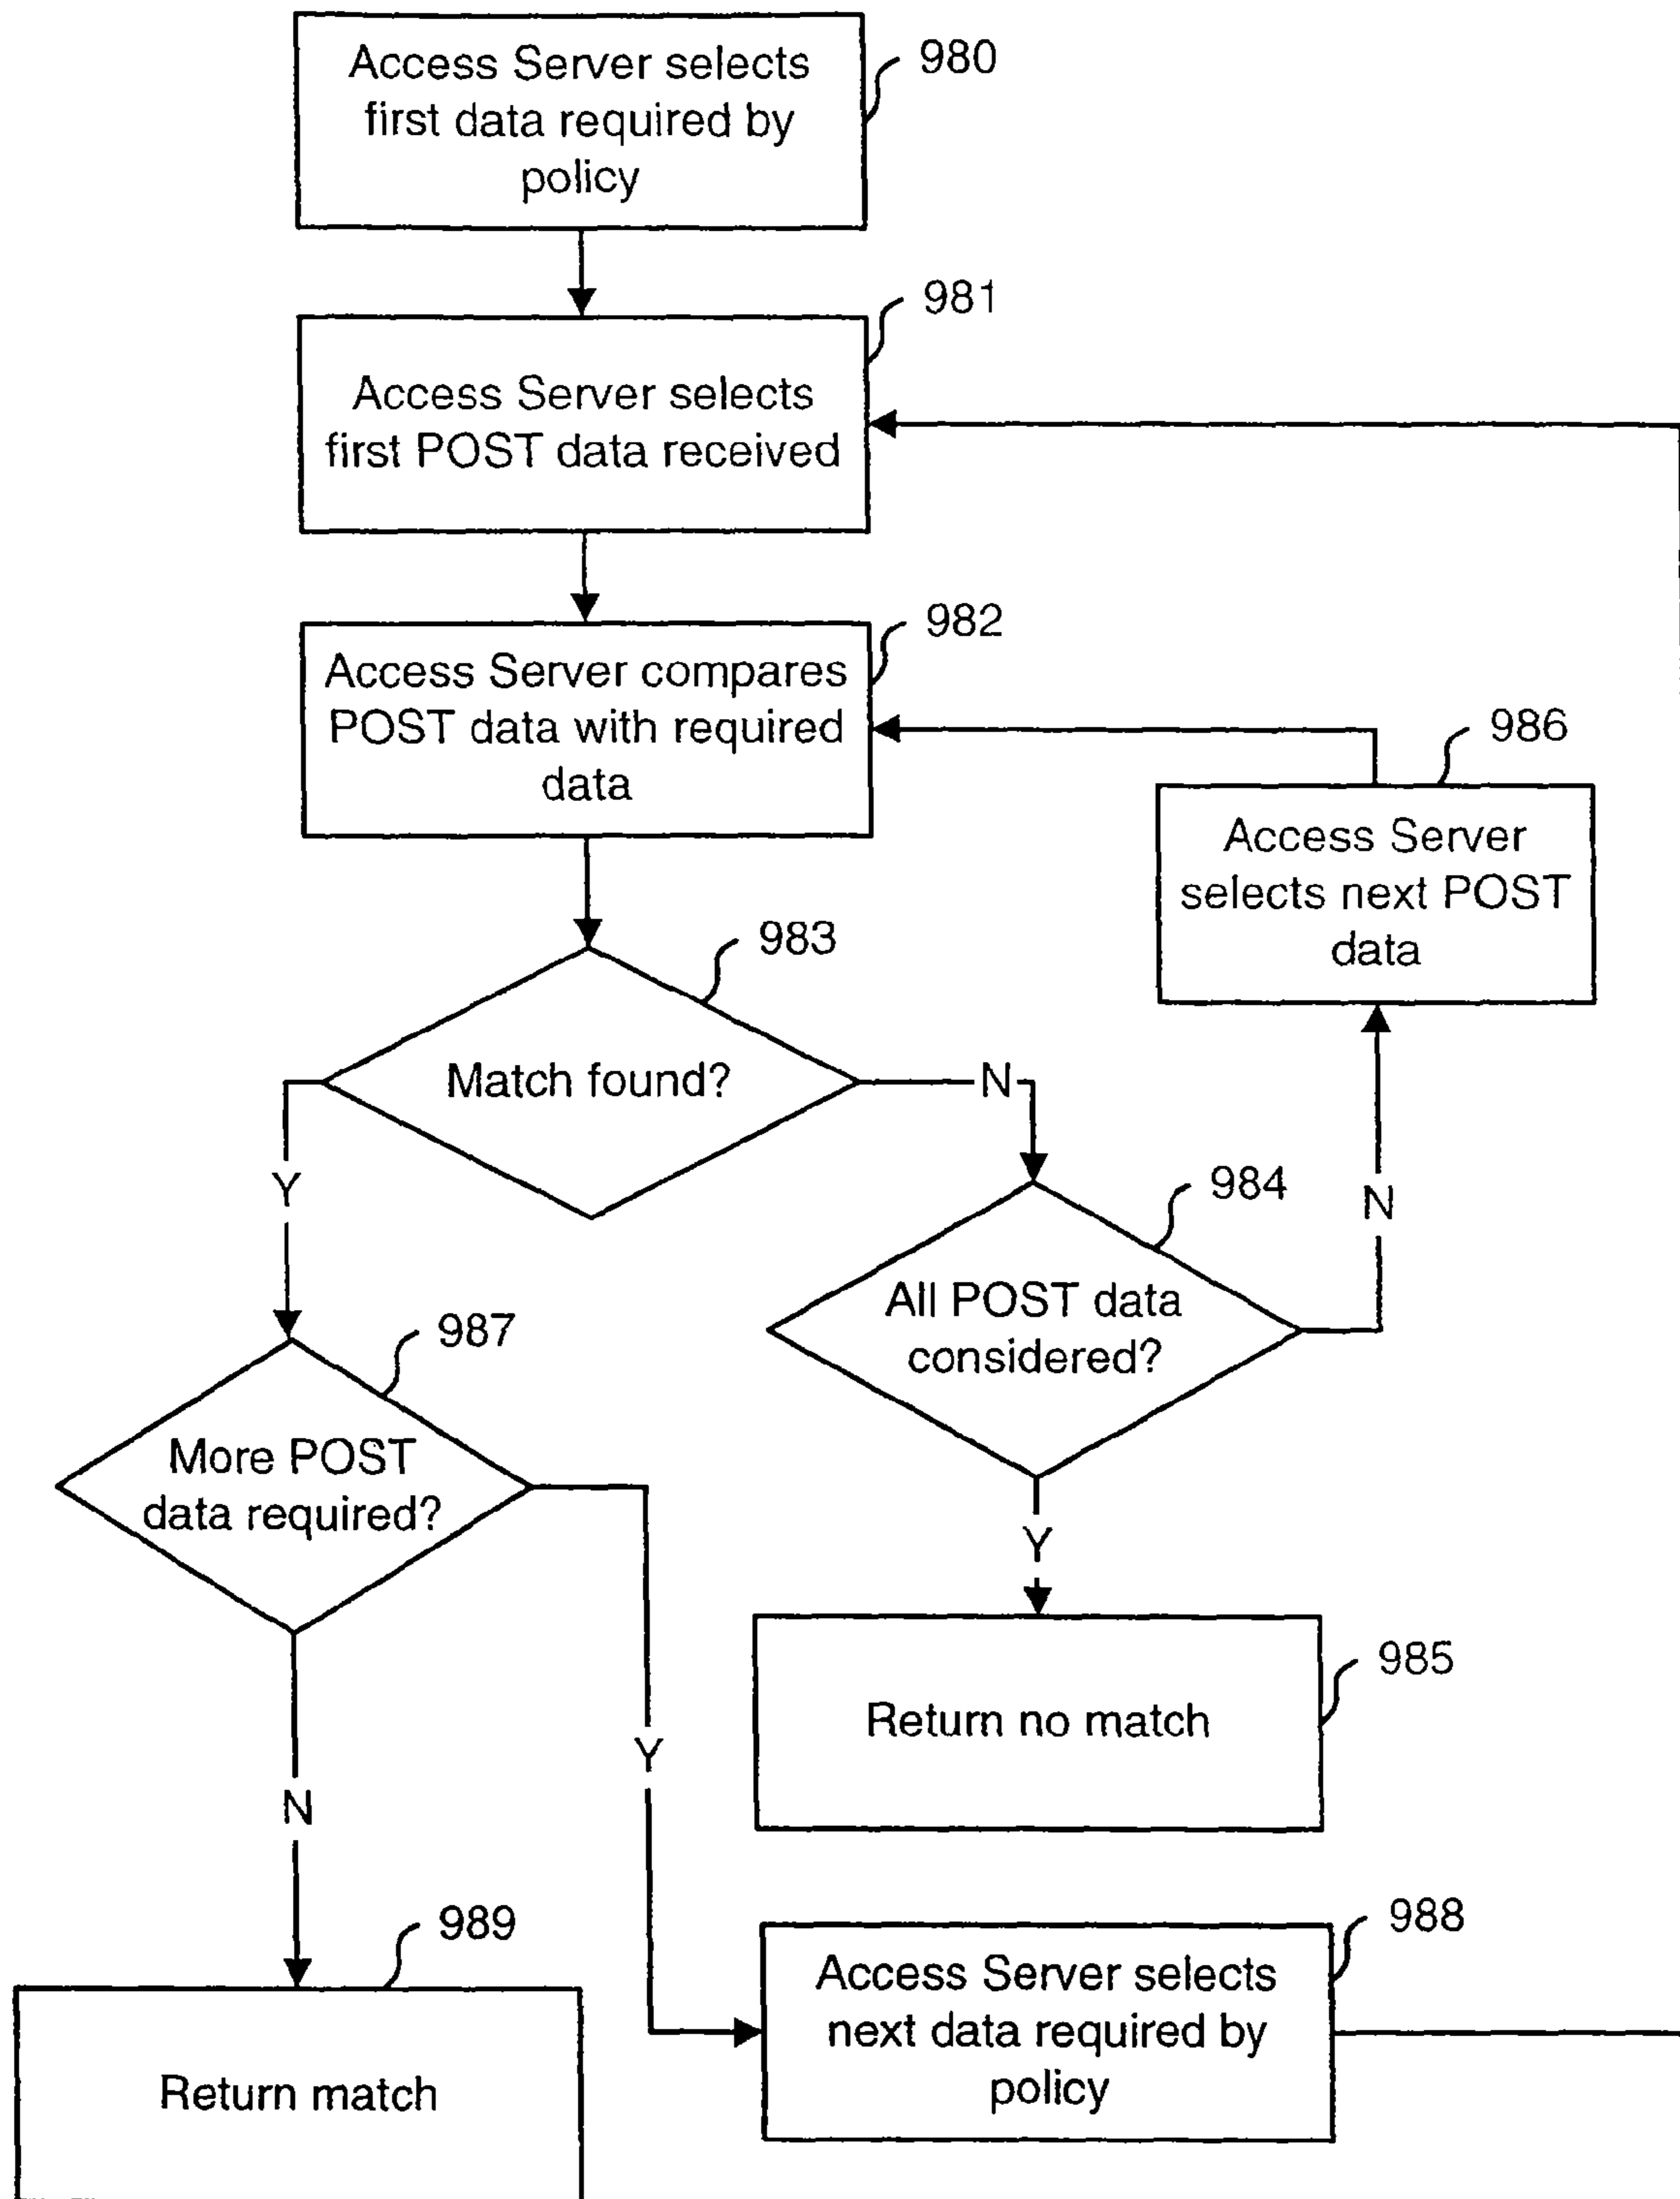 Access Server selects
first data required by
policy
980
Access Server selects
first POST data received
981
Access Server compares
POST data with required
data
982
Access Server
selects next POST
data
986
Match found?
983
N
Y
All POST data
considered?
984
N
Y
More POST
data required?
987
Y
N
Return no match
985
Access Server selects
next data required by
policy
988
Return match
989